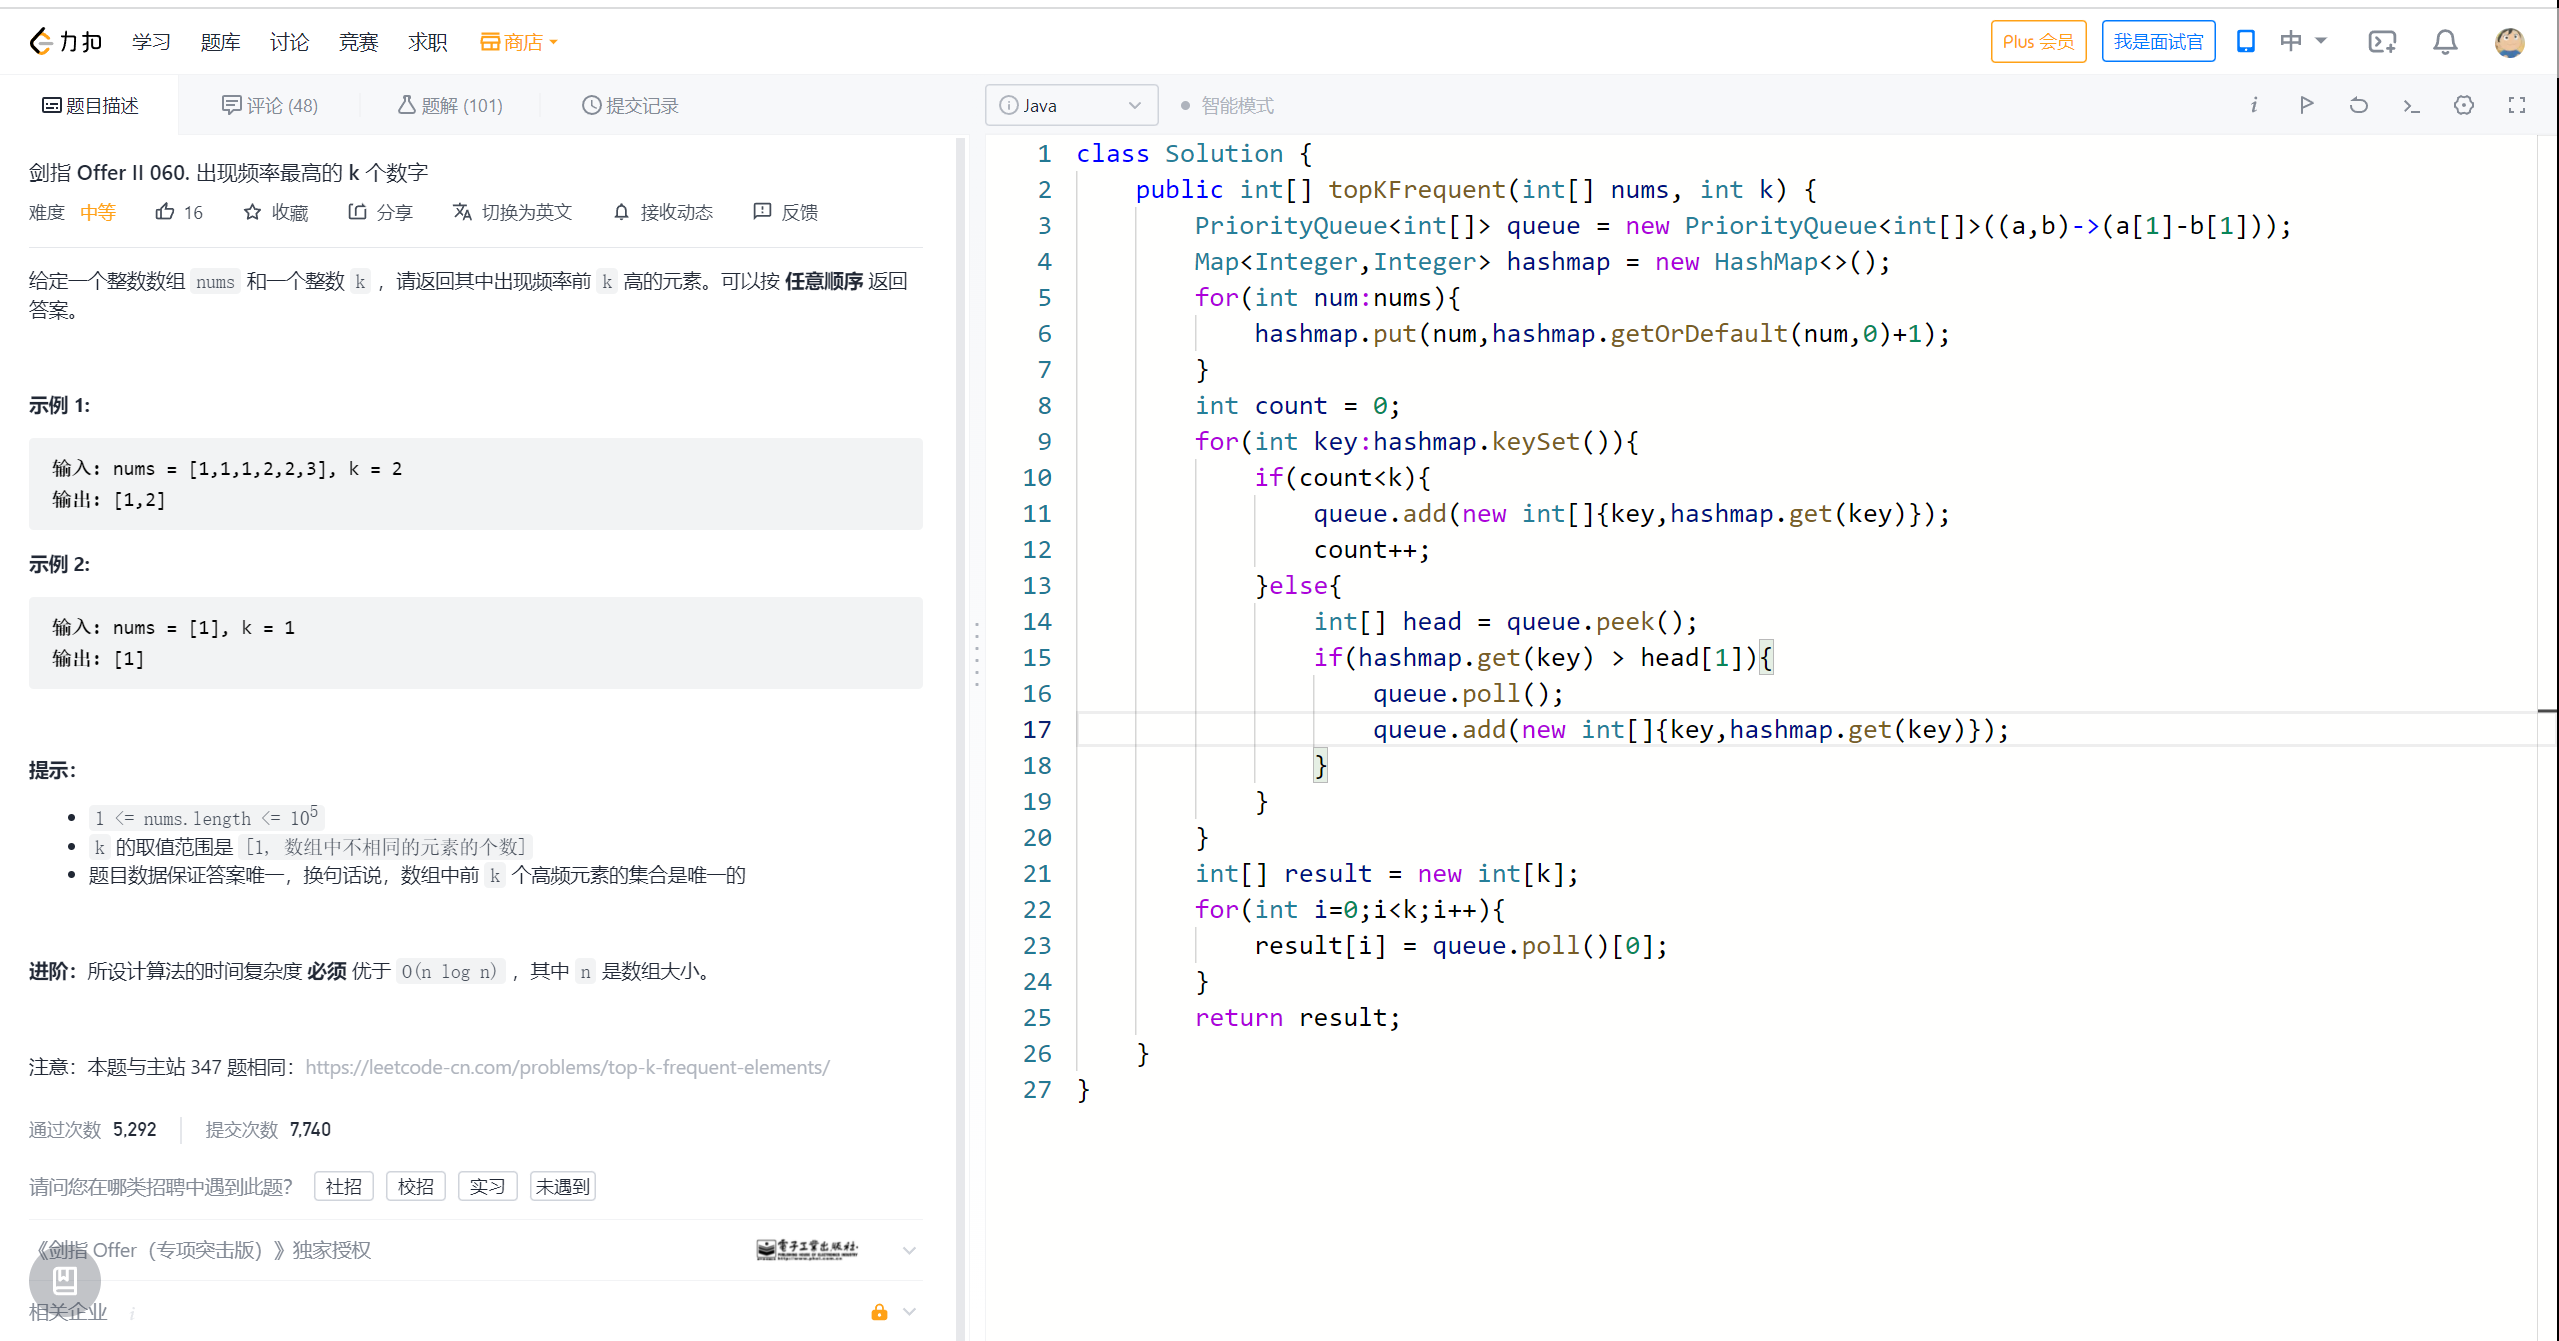 力扣 学习 题库 讨论 竞赛 求职 商店 Plus 会员 我是面试官 中
题目描述 评论 (48) 题解 (101) 提交记录
剑指 Offer II 060. 出现频率最高的 k 个数字
难度 中等 16 收藏 分享 切换为英文 接收动态 反馈
给定一个整数数组 nums 和一个整数 k ，请返回其中出现频率前 k 高的元素。可以按 任意顺序 返回
答案。
示例 1:
输入: nums = [1,1,1,2,2,3], k = 2
输出: [1,2]
示例 2:
输入: nums = [1], k = 1
输出: [1]
提示：
1 <= nums.length <= 10^5
k 的取值范围是 [1, 数组中不相同的元素的个数]
题目数据保证答案唯一，换句话说，数组中前 k 个高频元素的集合是唯一的
进阶：所设计算法的时间复杂度 必须 优于 O(n log n) ，其中 n 是数组大小。
注意：本题与主站 347 题相同：https://leetcode-cn.com/problems/top-k-frequent-elements/
通过次数 5,292 提交次数 7,740
请问您在哪类招聘中遇到此题？ 社招 校招 实习 未遇到
《剑指 Offer（专项突击版）》独家授权 电子工业出版社
相关企业 i
Java 智能模式
1 class Solution {
2 public int[] topKFrequent(int[] nums, int k) {
3 PriorityQueue<int[]> queue = new PriorityQueue<int[]>((a,b)->(a[1]-b[1]));
4 Map<Integer,Integer> hashmap = new HashMap<>();
5 for(int num:nums){
6 hashmap.put(num,hashmap.getOrDefault(num,0)+1);
7 }
8 int count = 0;
9 for(int key:hashmap.keySet()){
10 if(count<k){
11 queue.add(new int[]{key,hashmap.get(key)});
12 count++;
13 }else{
14 int[] head = queue.peek();
15 if(hashmap.get(key) > head[1]){
16 queue.poll();
17 queue.add(new int[]{key,hashmap.get(key)});
18 }
19 }
20 }
21 int[] result = new int[k];
22 for(int i=0;i<k;i++){
23 result[i] = queue.poll()[0];
24 }
25 return result;
26 }
27 }